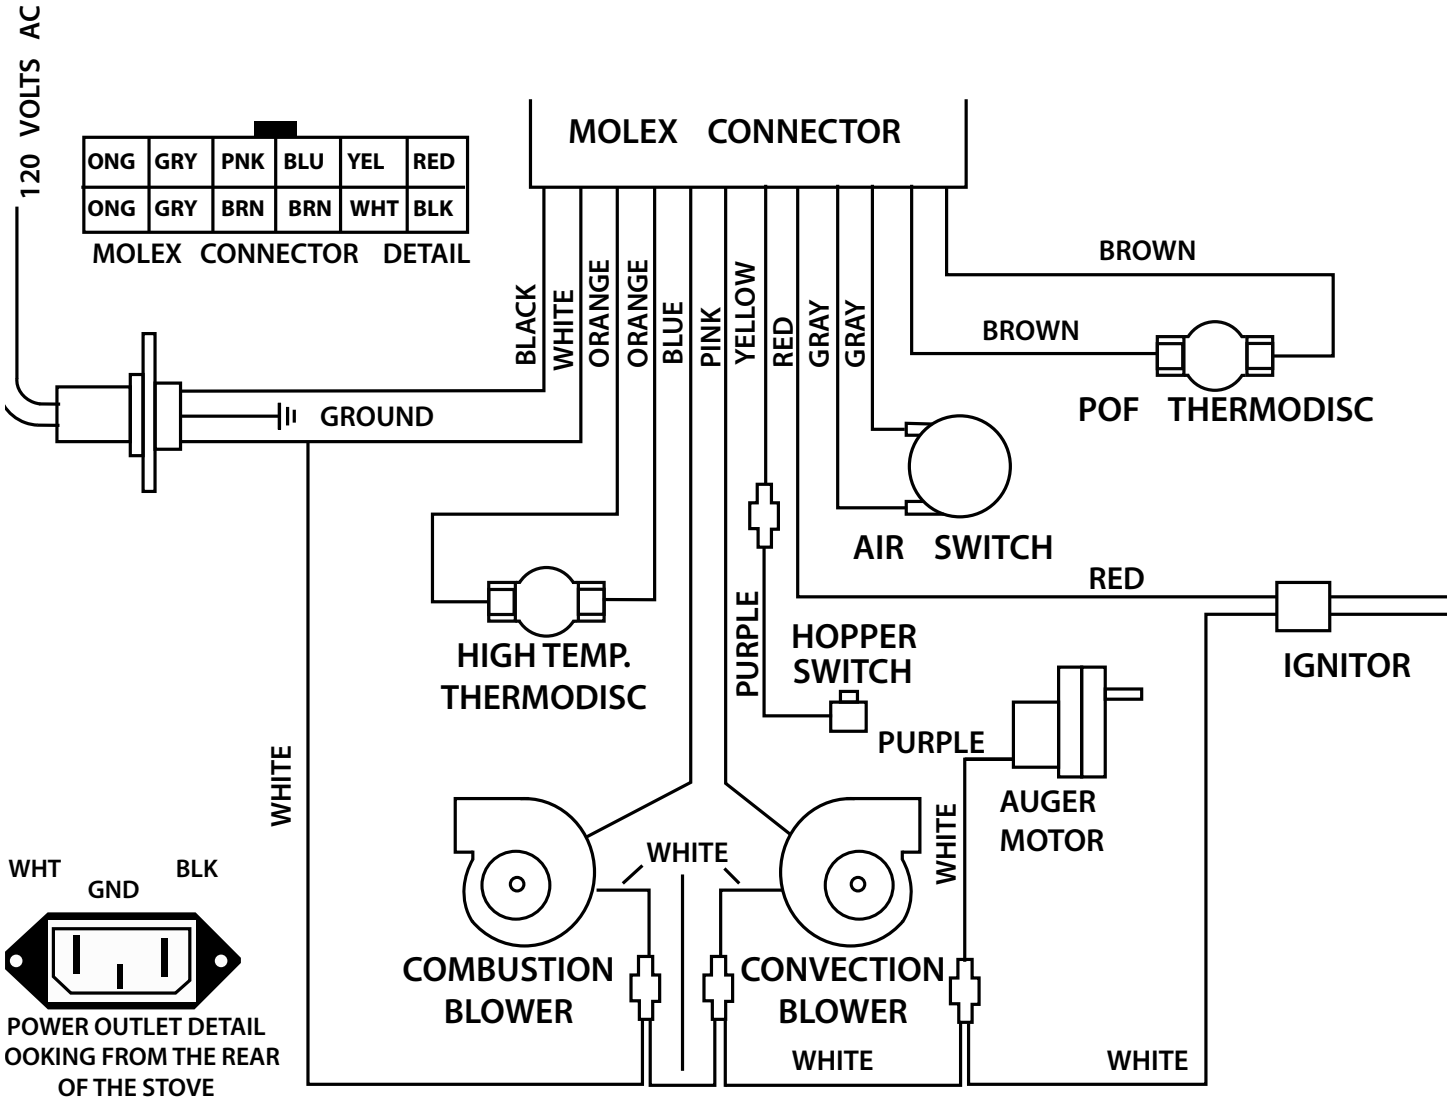 120 VOLTS AC
MOLEX CONNECTOR
ONG GRY PNK BLU YEL RED
ONG GRY BRN BRN WHT BLK
MOLEX CONNECTOR DETAIL
BLACK
WHITE
ORANGE
ORANGE
BLUE
PINK
YELLOW
RED
GRAY
GRAY
BROWN
BROWN
POF THERMODISC
GROUND
AIR SWITCH
RED
IGNITOR
HIGH TEMP.
THERMODISC
PURPLE
HOPPER
SWITCH
PURPLE
AUGER
MOTOR
WHITE
WHITE
WHITE
COMBUSTION
BLOWER
CONVECTION
BLOWER
WHITE
WHITE
WHT
GND
BLK
POWER OUTLET DETAIL
OOKING FROM THE REAR
OF THE STOVE